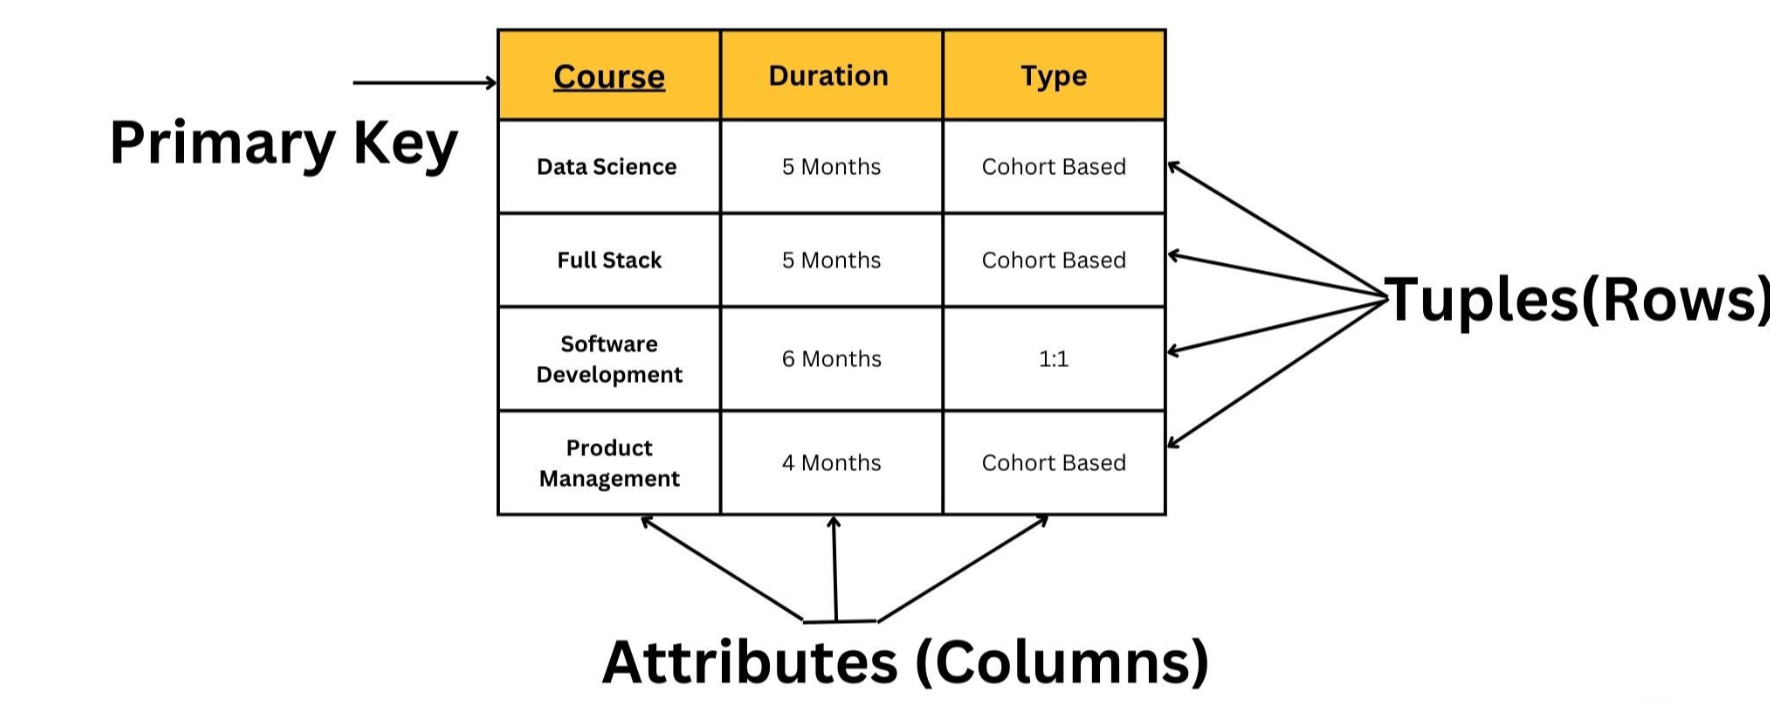 Primary Key
Course Duration Type
Data Science 5 Months Cohort Based
Full Stack 5 Months Cohort Based
Software
Development 6 Months 1:1
Product
Management 4 Months Cohort Based
Tuples(Rows)
Attributes (Columns)